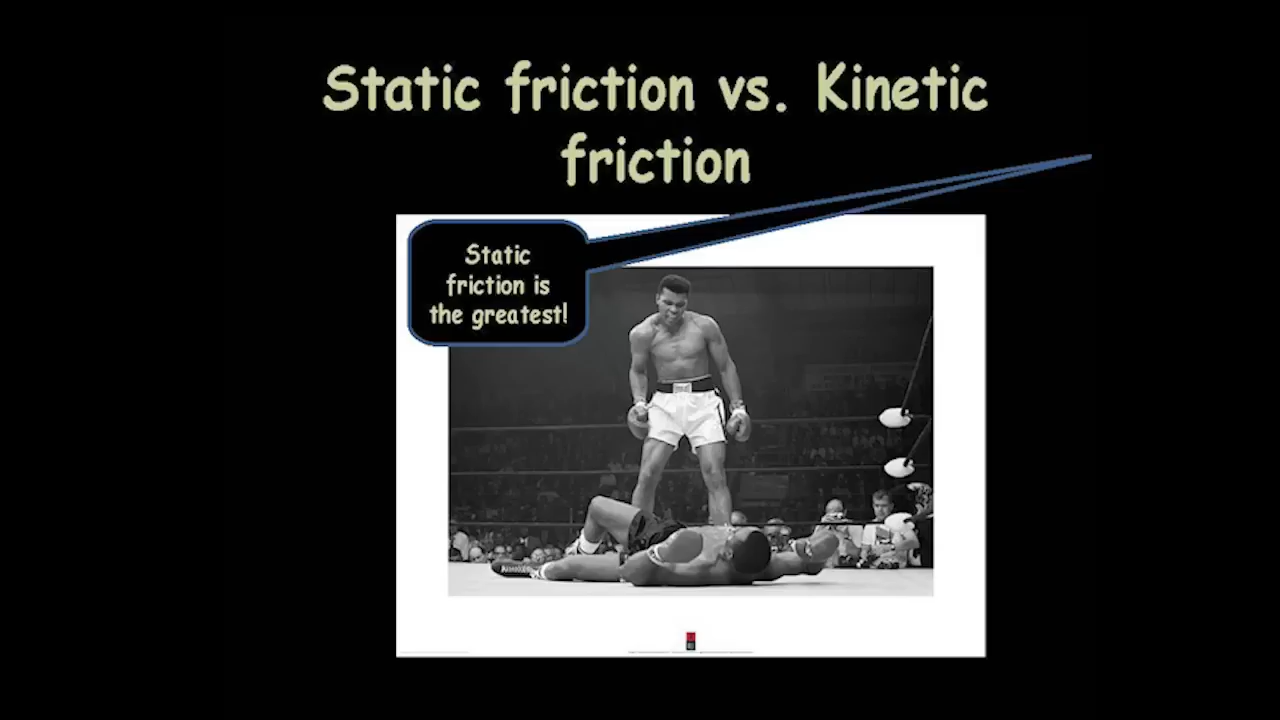 Static friction vs. Kinetic
friction
Static
friction is
the greatest!